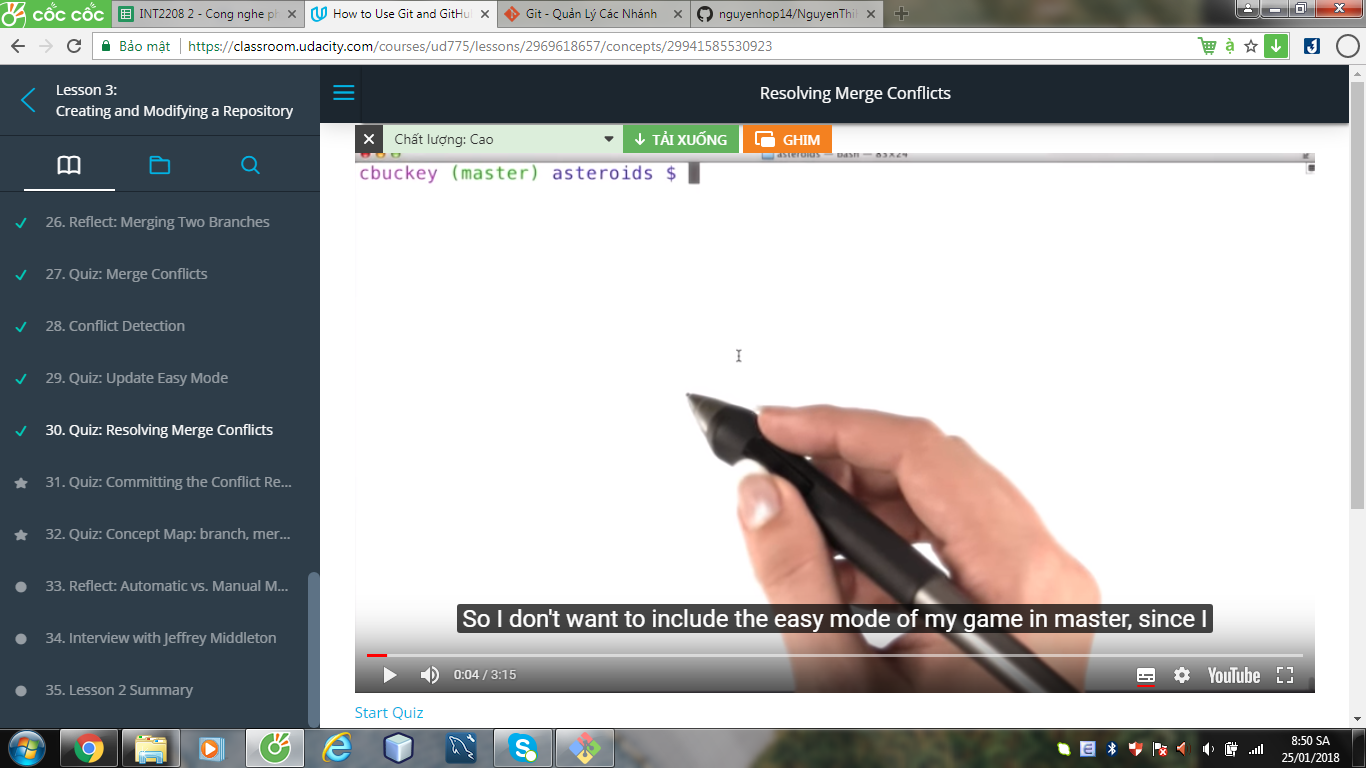 cốc cốc
INT2208 2 - Cong nghe ph
How to Use Git and GitHu
Git - Quản Lý Các Nhánh
nguyenhop14/NguyenThi
Bảo mật
https://classroom.udacity.com/courses/ud775/lessons/2969618657/concepts/29941585530923
Lesson 3:
Creating and Modifying a Repository
Resolving Merge Conflicts
26. Reflect: Merging Two Branches
27. Quiz: Merge Conflicts
28. Conflict Detection
29. Quiz: Update Easy Mode
30. Quiz: Resolving Merge Conflicts
31. Quiz: Committing the Conflict Re...
32. Quiz: Concept Map: branch, mer...
33. Reflect: Automatic vs. Manual M...
34. Interview with Jeffrey Middleton
35. Lesson 2 Summary
Chất lượng: Cao
TẢI XUỐNG
GHIM
asteroids — bash — 83×24
cbuckey (master) asteroids $
So I don't want to include the easy mode of my game in master, since I
0:04 / 3:15
YouTube
Start Quiz
8:50 SA
25/01/2018